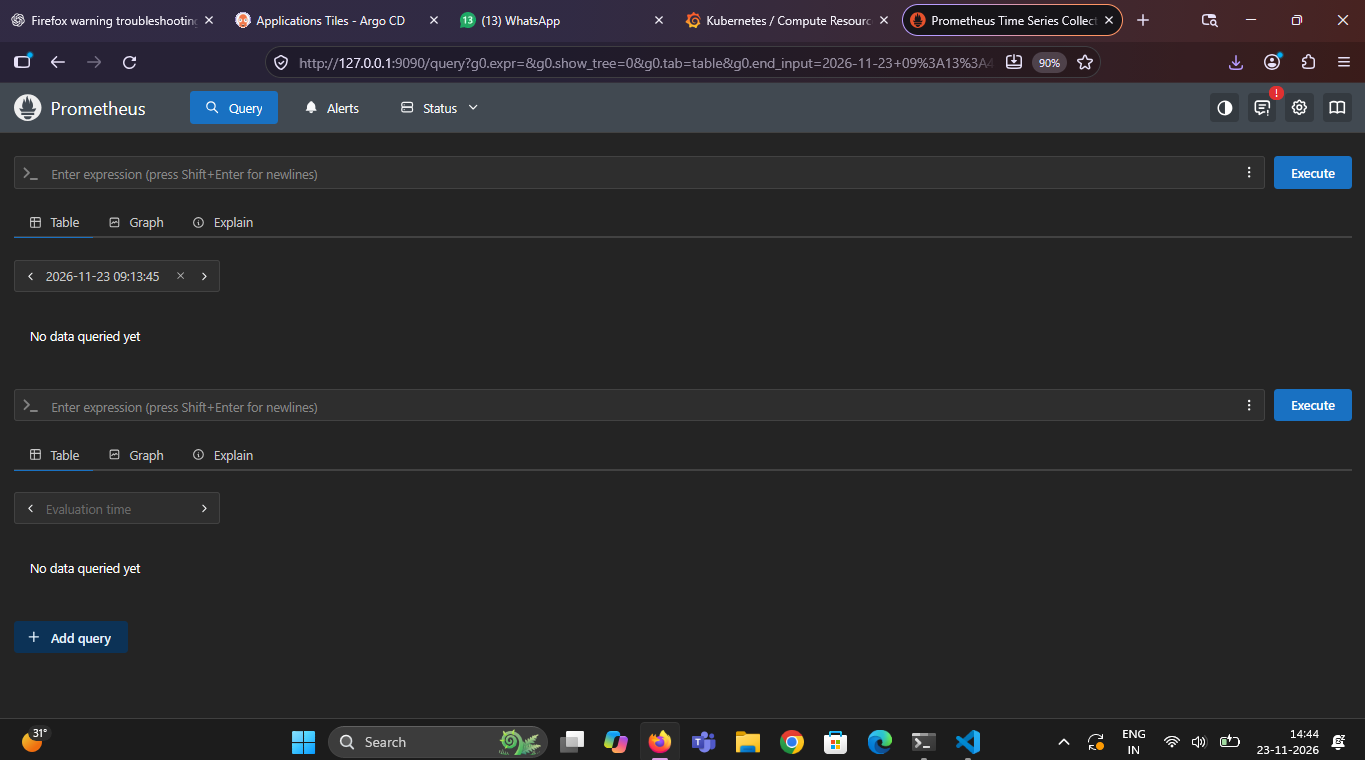 Firefox warning troubleshootin
Applications Tiles - Argo CD
13 (13) WhatsApp
Kubernetes / Compute Resourc
Prometheus Time Series Collect
http://127.0.0.1:9090/query?g0.expr=&g0.show_tree=0&g0.tab=table&g0.end_input=2026-11-23+09%3A13%3A4
90%
Prometheus
Query
Alerts
Status
!
Enter expression (press Shift+Enter for newlines)
Execute
Table
Graph
Explain
2026-11-23 09:13:45
No data queried yet
Enter expression (press Shift+Enter for newlines)
Execute
Table
Graph
Explain
Evaluation time
No data queried yet
+ Add query
31°
Search
ENG
IN
14:44
23-11-2026